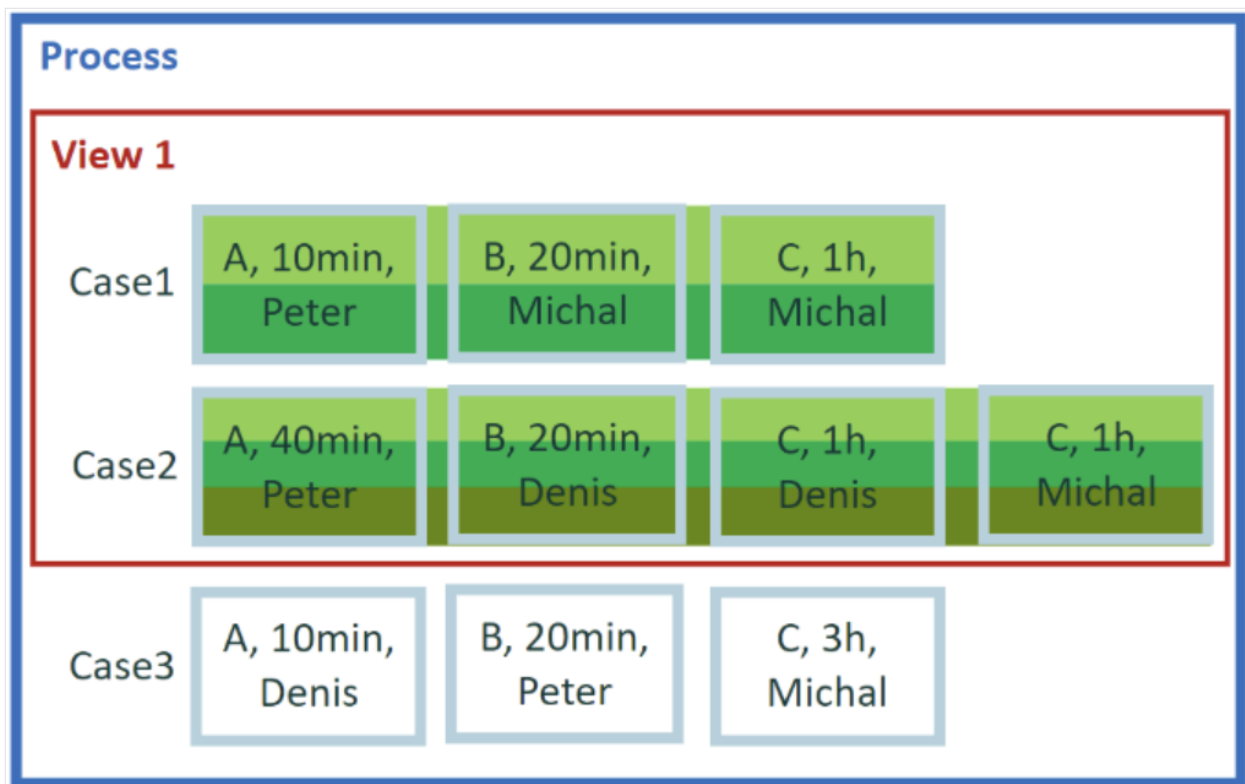 Process
View 1
Case1
A, 10min,
Peter
B, 20min,
Michal
C, 1h,
Michal
Case2
A, 40min,
Peter
B, 20min,
Denis
C, 1h,
Denis
C, 1h,
Michal
Case3
A, 10min,
Denis
B, 20min,
Peter
C, 3h,
Michal